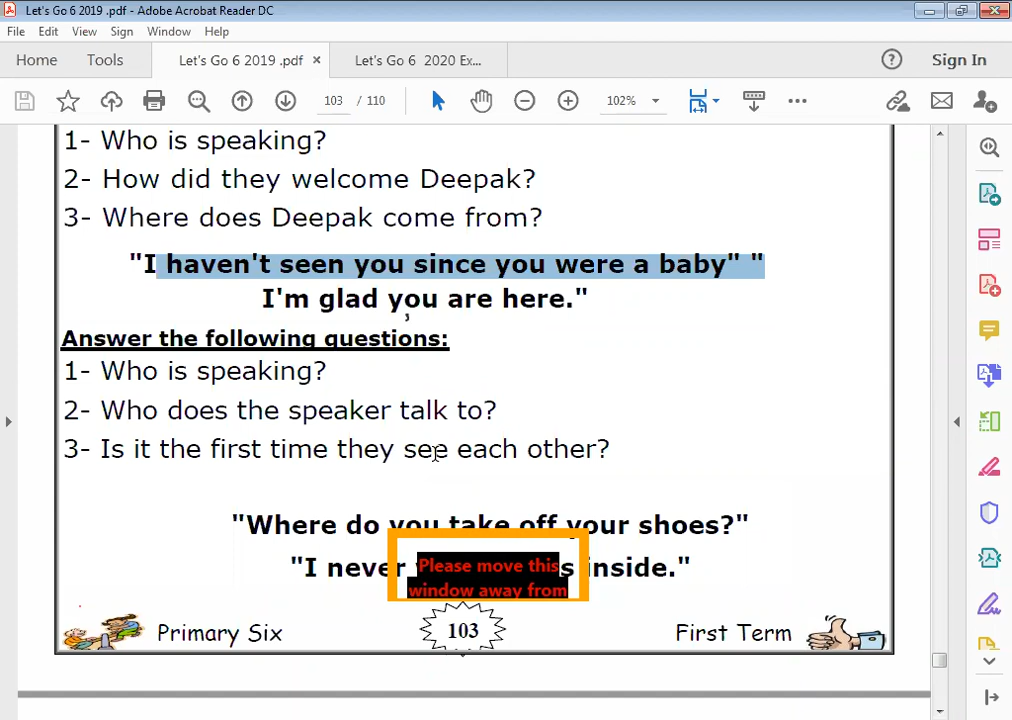 Let's Go 6 2019 .pdf - Adobe Acrobat Reader DC
File Edit View Sign Window Help
Home Tools Let's Go 6 2019 .pdf × Let's Go 6 2020 Ex... Sign In
103 / 110 102%
1- Who is speaking?
2- How did they welcome Deepak?
3- Where does Deepak come from?
"I haven't seen you since you were a baby" "
I'm glad you are here."
,
Answer the following questions:
1- Who is speaking?
2- Who does the speaker talk to?
3- Is it the first time they see each other?
"Where do you take off your shoes?"
"I never inside."
Please move this
window away from
Primary Six 103 First Term